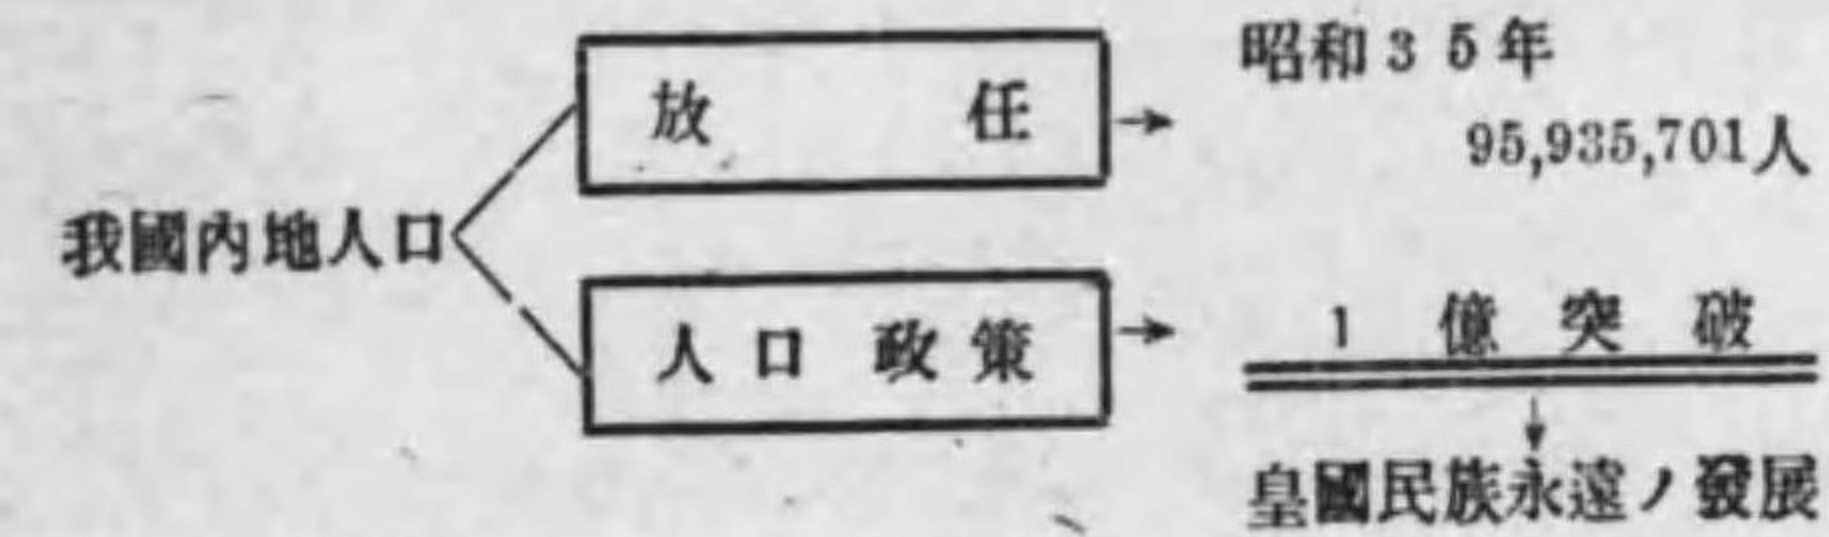 我國內地人口
放任
昭和35年
95,935,701人
人口政策
1億突破
皇國民族永遠ノ發展